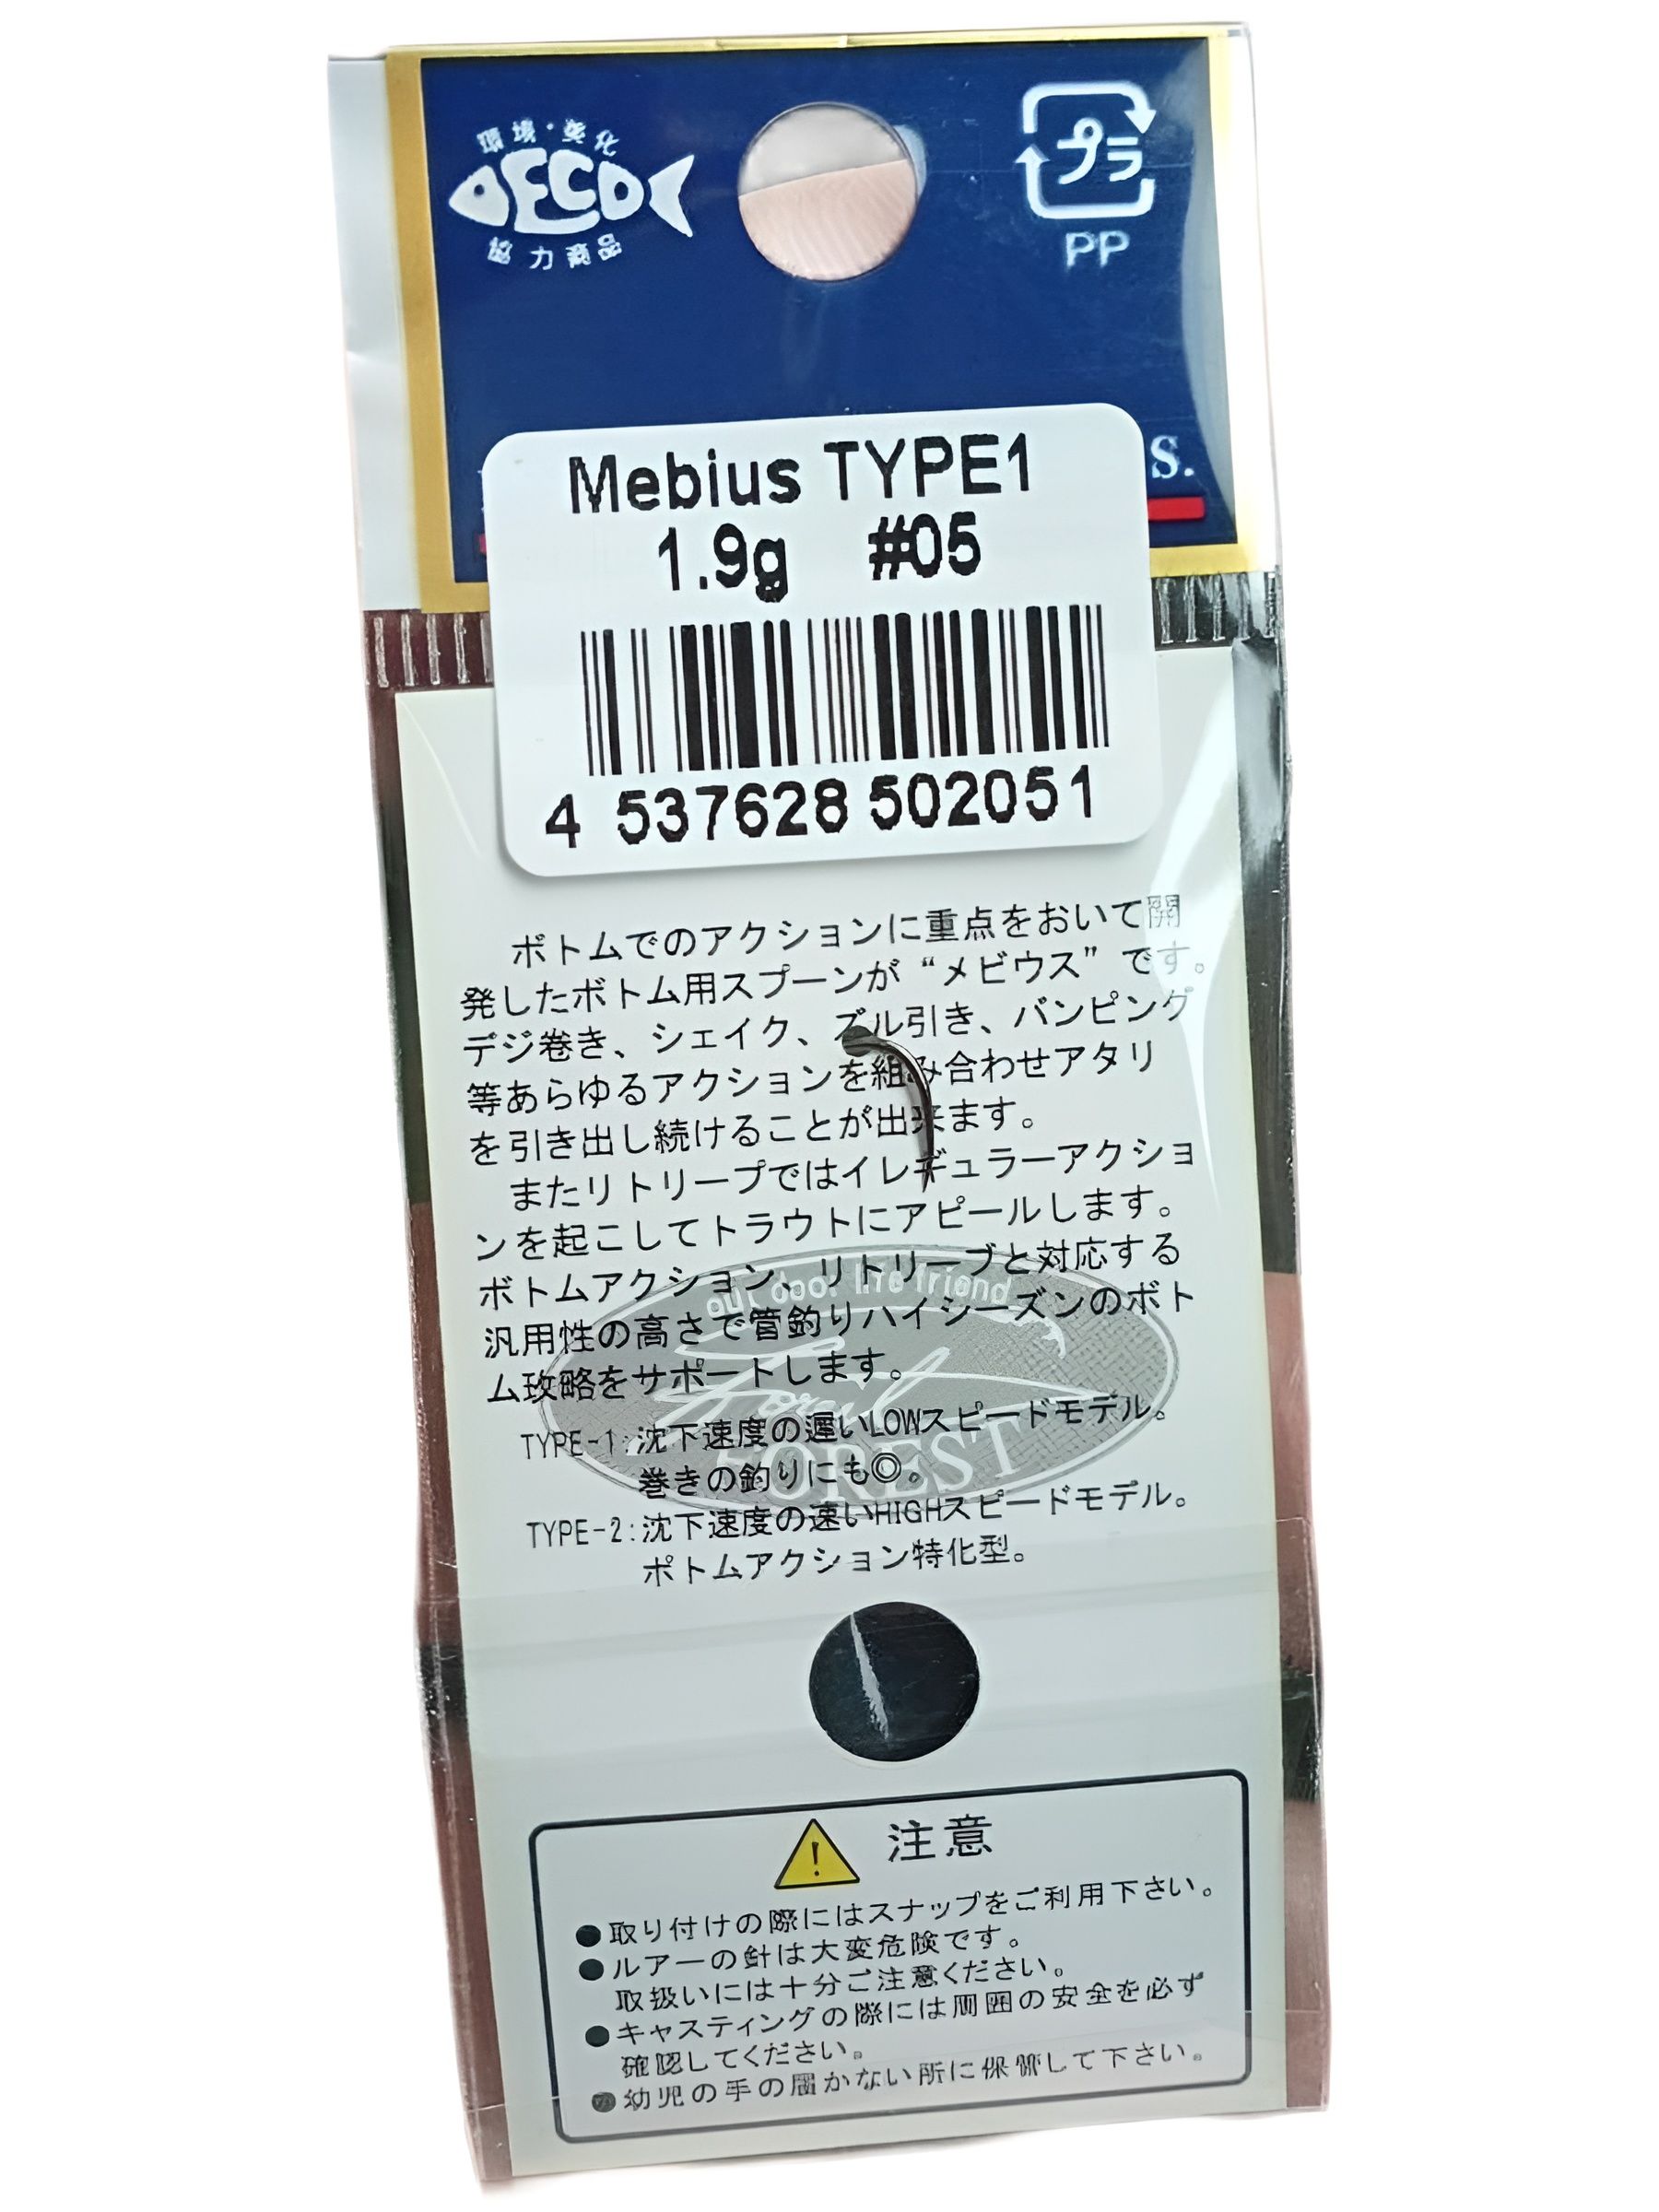 環境・美化
ECO
協力商品
プラ
PP
S.
Mebius TYPE1
1.9g #05
4 537628 502051
ボトムでのアクションに重点をおいて開
発したボトム用スプーンが“メビウス”です。
デジ巻き、シェイク、ズル引き、バンピング
等あらゆるアクションを組み合わせアタリ
を引き出し続けることが出来ます。
またリトリープではイレギュラーアクショ
ンを起こしてトラウトにアピールします。
ボトムアクション、リトリーブと対応する
汎用性の高さで管釣りハイシーズンのボト
ム攻略をサポートします。
out door life friend
Forest
FOREST
TYPE-1:沈下速度の遅いLOWスピードモデル。
巻きの釣りにも◎。
TYPE-2:沈下速度の速いHIGHスピードモデル。
ボトムアクション特化型。
注意
●取り付けの際にはスナップをご利用下さい。
●ルアーの針は大変危険です。
取扱いには十分ご注意ください。
●キャスティングの際には周囲の安全を必ず
確認してください。
●幼児の手の届かない所に保管して下さい。